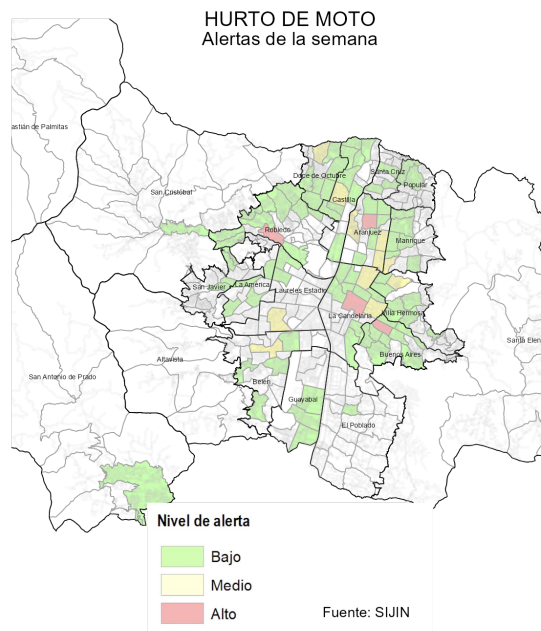 HURTO DE MOTO
Alertas de la semana
astián de Palmitas
San Cristóbal
Doce de Octubre
Santa Cruz
Popular
Castilla
Robledo
Aranjuez
Manrique
San Javier
La América
Laureles Estadio
La Candelaria
Villa Hermosa
Santa Elen
Altavista
Buenos Aires
San Antonio de Prado
Belén
Guayabal
El Poblado
Nivel de alerta
Bajo
Medio
Alto
Fuente: SIJIN